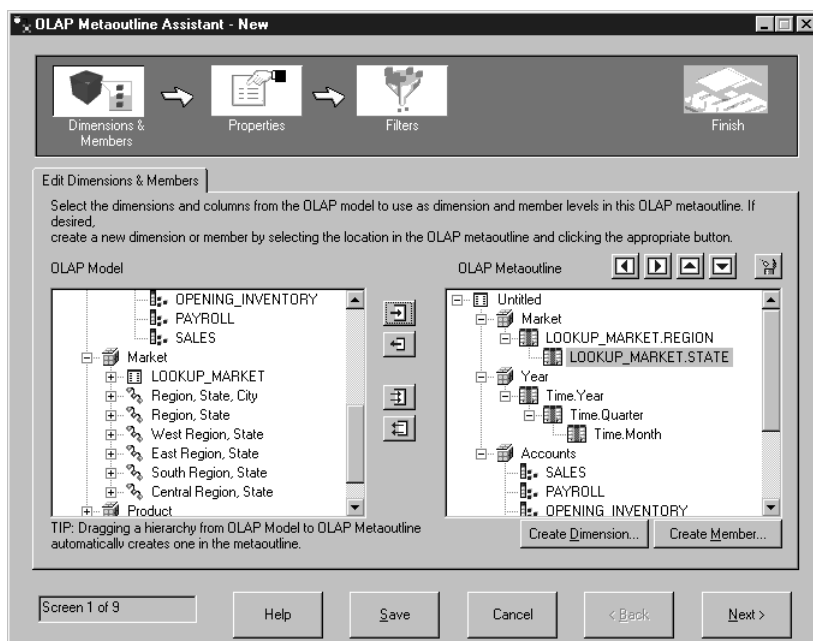 OLAP Metaoutline Assistant - New
Dimensions &
Members
Properties
Filters
Finish
Edit Dimensions & Members
Select the dimensions and columns from the OLAP model to use as dimension and member levels in this OLAP metaoutline. If
desired,
create a new dimension or member by selecting the location in the OLAP metaoutline and clicking the appropriate button.
OLAP Model
OPENING_INVENTORY
PAYROLL
SALES
Market
LOOKUP_MARKET
Region, State, City
Region, State
West Region, State
East Region, State
South Region, State
Central Region, State
Product
TIP: Dragging a hierarchy from OLAP Model to OLAP Metaoutline
automatically creates one in the metaoutline.
OLAP Metaoutline
Untitled
Market
LOOKUP_MARKET.REGION
LOOKUP_MARKET.STATE
Year
Time.Year
Time.Quarter
Time.Month
Accounts
SALES
PAYROLL
OPENING_INVENTORY
Create Dimension...
Create Member...
Screen 1 of 9
Help
Save
Cancel
< Back
Next >